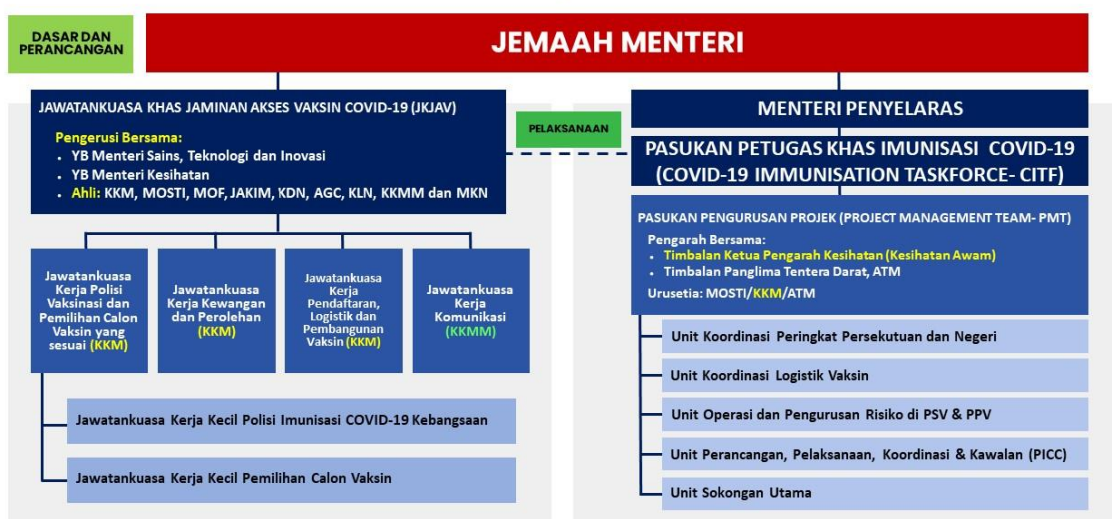 DASAR DAN
PERANCANGAN
JEMAAH MENTERI
JAWATANKUASA KHAS JAMINAN AKSES VAKSIN COVID-19 (JKJAV)
Pengerusi Bersama:
• YB Menteri Sains, Teknologi dan Inovasi
• YB Menteri Kesihatan
• Ahli: KKM, MOSTI, MOF, JAKIM, KDN, AGC, KLN, KKMM dan MKN
PELAKSANAAN
MENTERI PENYELARAS
PASUKAN PETUGAS KHAS IMUNISASI COVID-19
(COVID-19 IMMUNISATION TASKFORCE- CITF)
PASUKAN PENGURUSAN PROJEK (PROJECT MANAGEMENT TEAM- PMT)
Pengarah Bersama:
• Timbalan Ketua Pengarah Kesihatan (Kesihatan Awam)
• Timbalan Panglima Tentera Darat, ATM
Urusetia: MOSTI/KKM/ATM
Jawatankuasa
Kerja Polisi
Vaksinasi dan
Pemilihan Calon
Vaksin yang
sesuai (KKM)
Jawatankuasa
Kerja Kewangan
dan Perolehan
(KKM)
Jawatankuasa
Kerja
Pendaftaran,
Logistik dan
Pembangunan
Vaksin (KKM)
Jawatankuasa
Kerja
Komunikasi
(KKMM)
Jawatankuasa Kerja Kecil Polisi Imunisasi COVID-19 Kebangsaan
Jawatankuasa Kerja Kecil Pemilihan Calon Vaksin
Unit Koordinasi Peringkat Persekutuan dan Negeri
Unit Koordinasi Logistik Vaksin
Unit Operasi dan Pengurusan Risiko di PSV & PPV
Unit Perancangan, Pelaksanaan, Koordinasi & Kawalan (PICC)
Unit Sokongan Utama